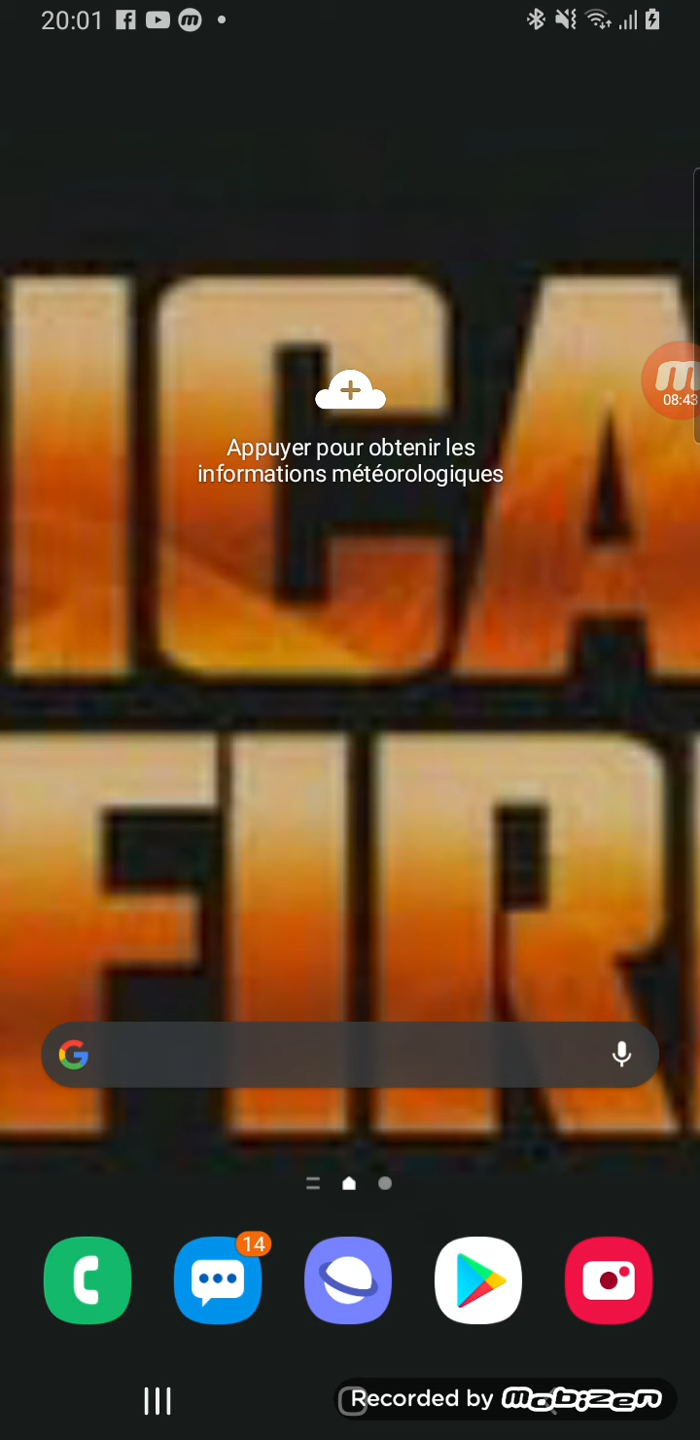 20:01
ICA
08:43
Appuyer pour obtenir les
informations météorologiques
FIR
14
Recorded by mobizen